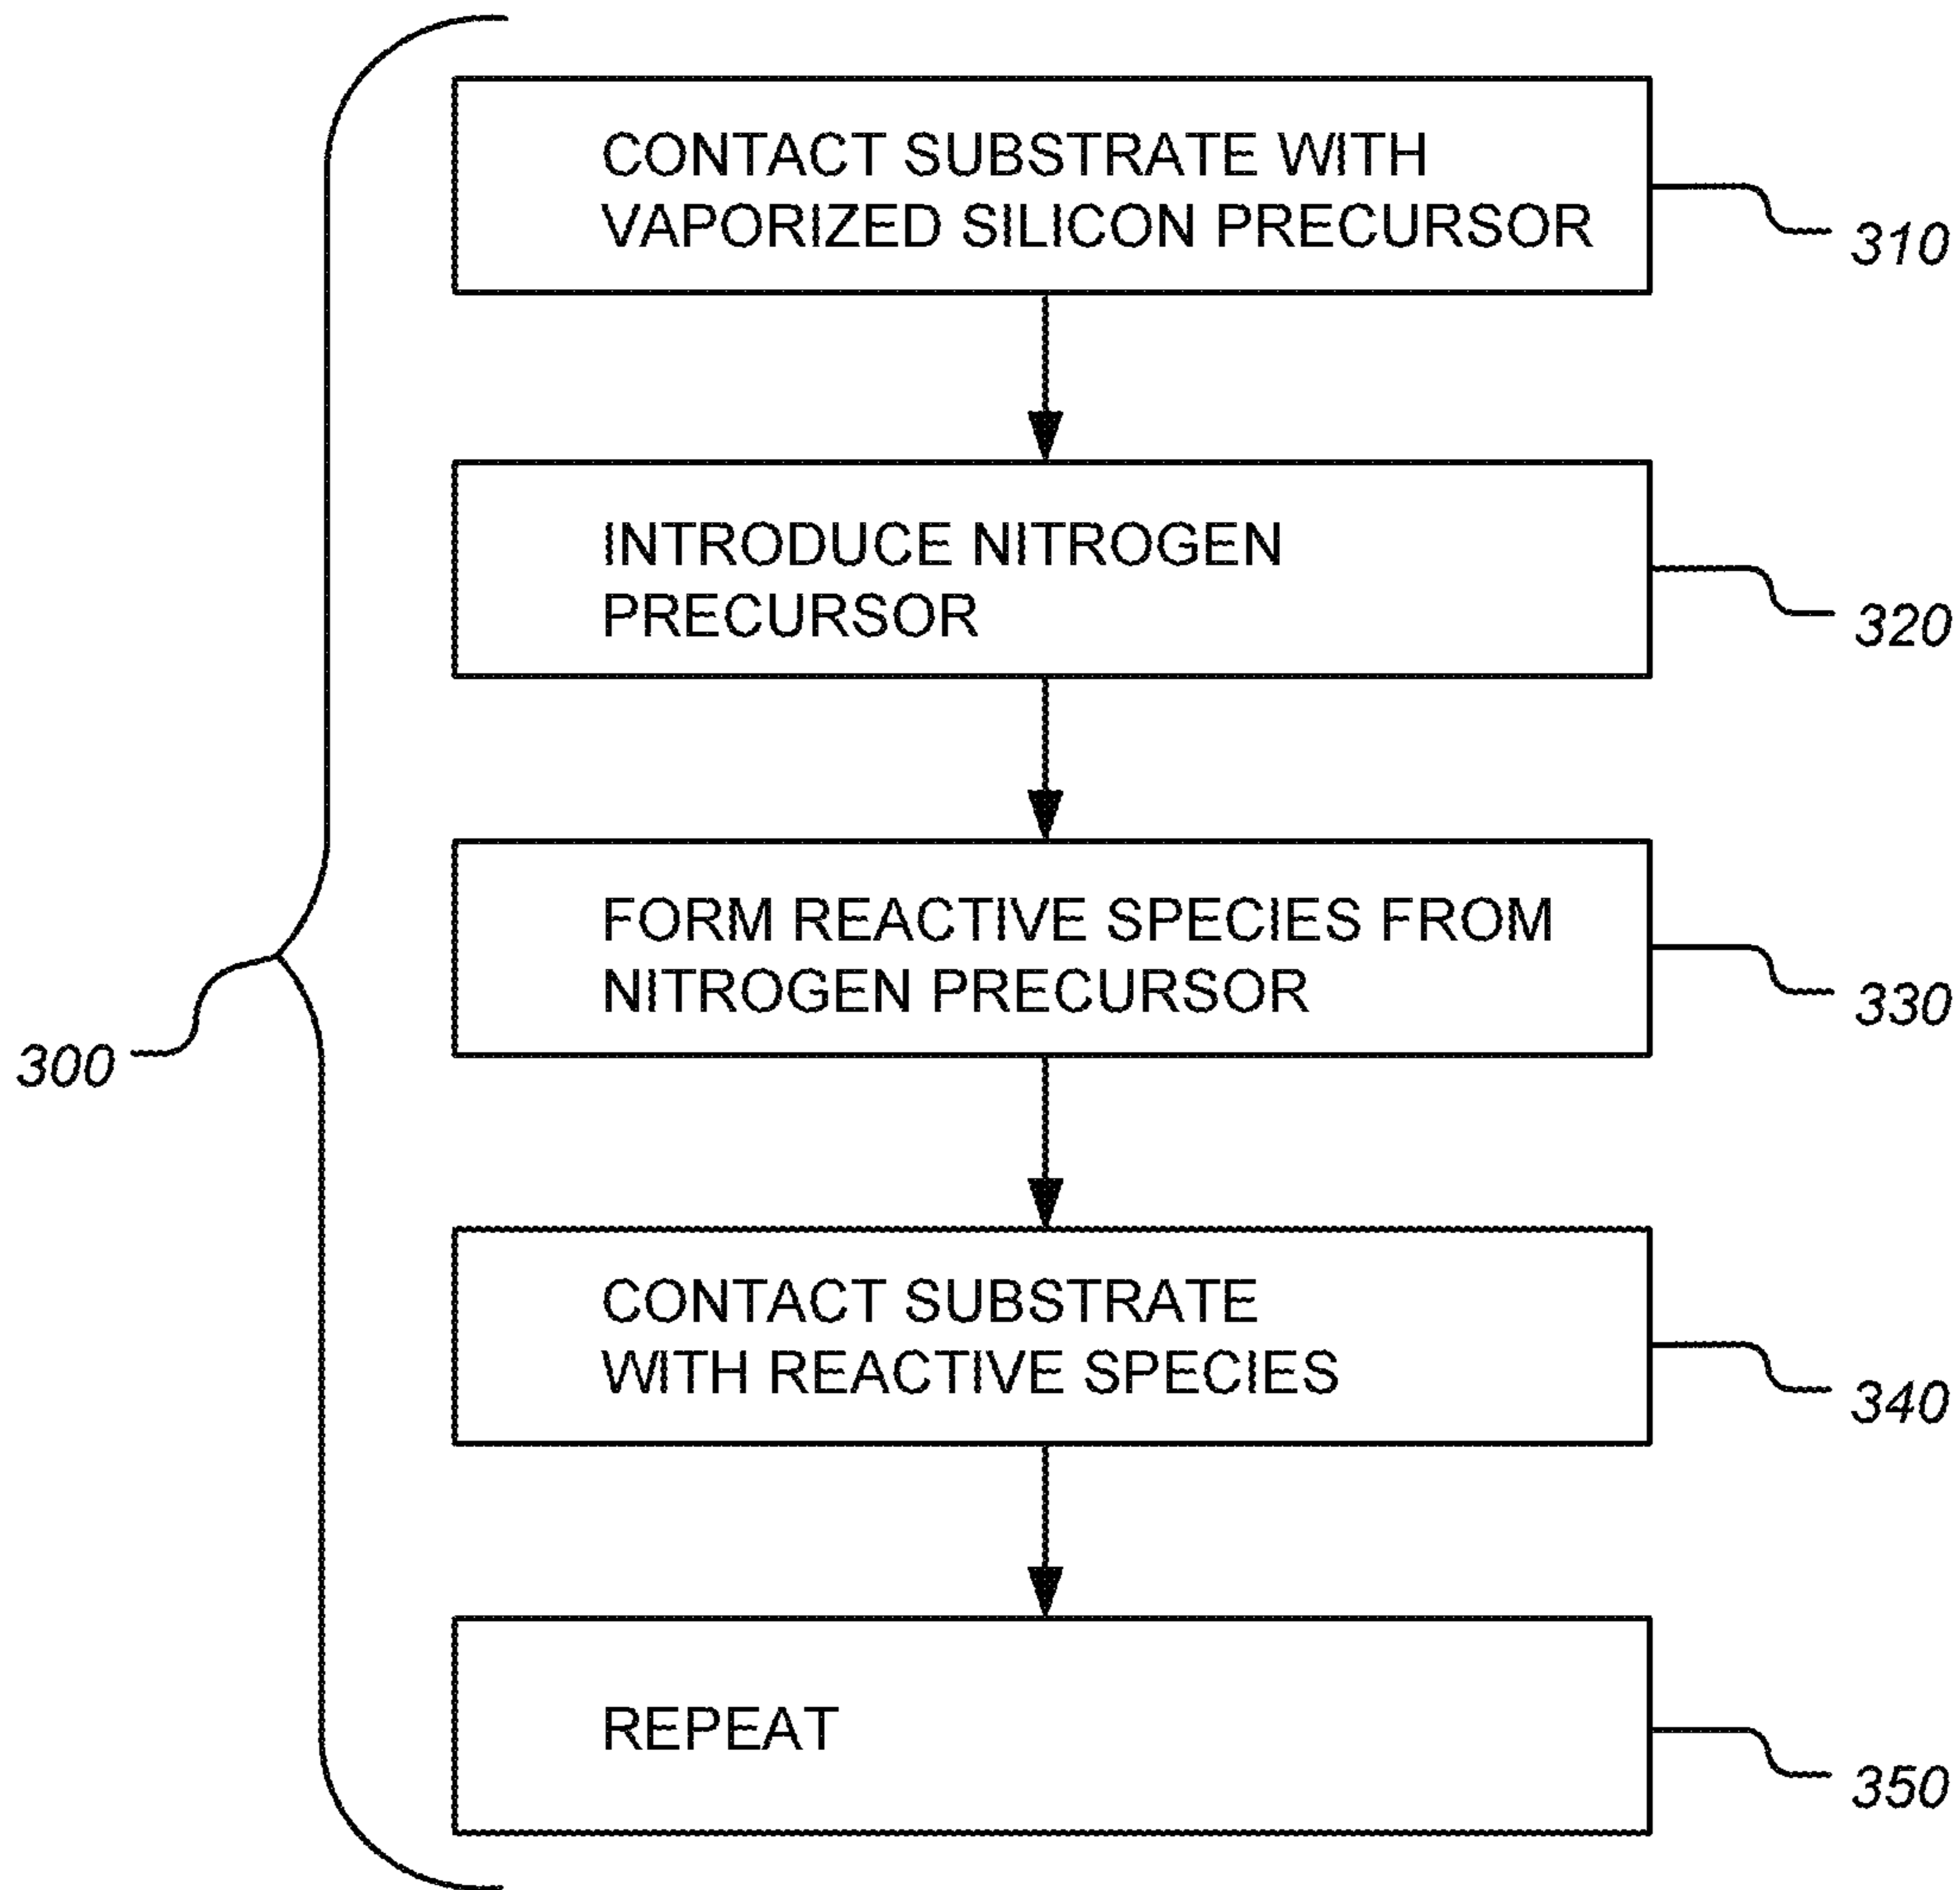 CONTACT SUBSTRATE WITH
VAPORIZED SILICON PRECURSOR
310
INTRODUCE NITROGEN
PRECURSOR
320
FORM REACTIVE SPECIES FROM
NITROGEN PRECURSOR
330
300
CONTACT SUBSTRATE
WITH REACTIVE SPECIES
340
REPEAT
350